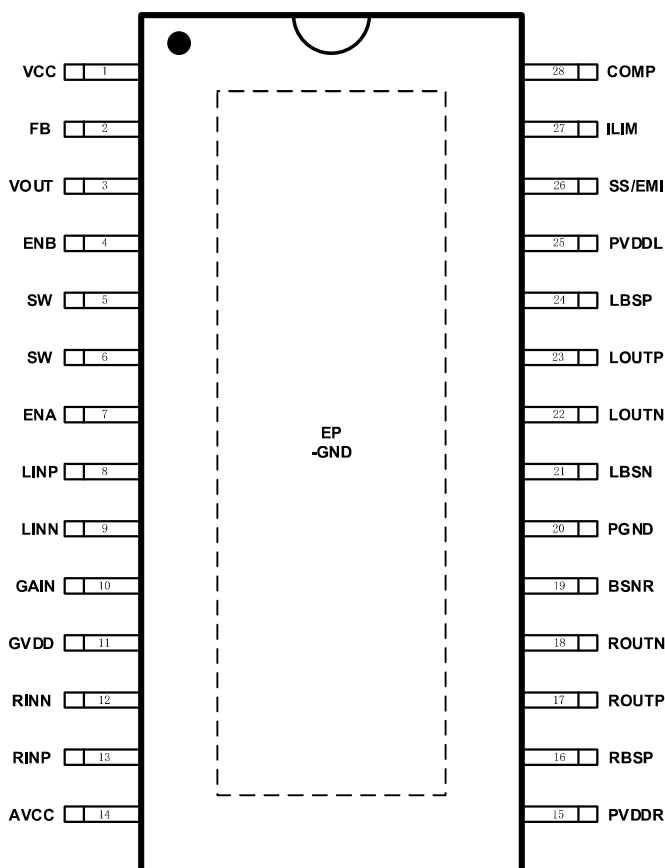 VCC 1 28 COMP
FB 2 27 ILIM
VOUT 3 26 SS/EMI
ENB 4 25 PVDDL
SW 5 24 LBSP
SW 6 23 LOUTP
ENA 7 22 LOUTN
EP
-GND
LINP 8 21 LBSN
LINN 9 20 PGND
GAIN 10 19 BSNR
GVDD 11 18 ROUTN
RINN 12 17 ROUTP
RINP 13 16 RBSP
AVCC 14 15 PVDDR